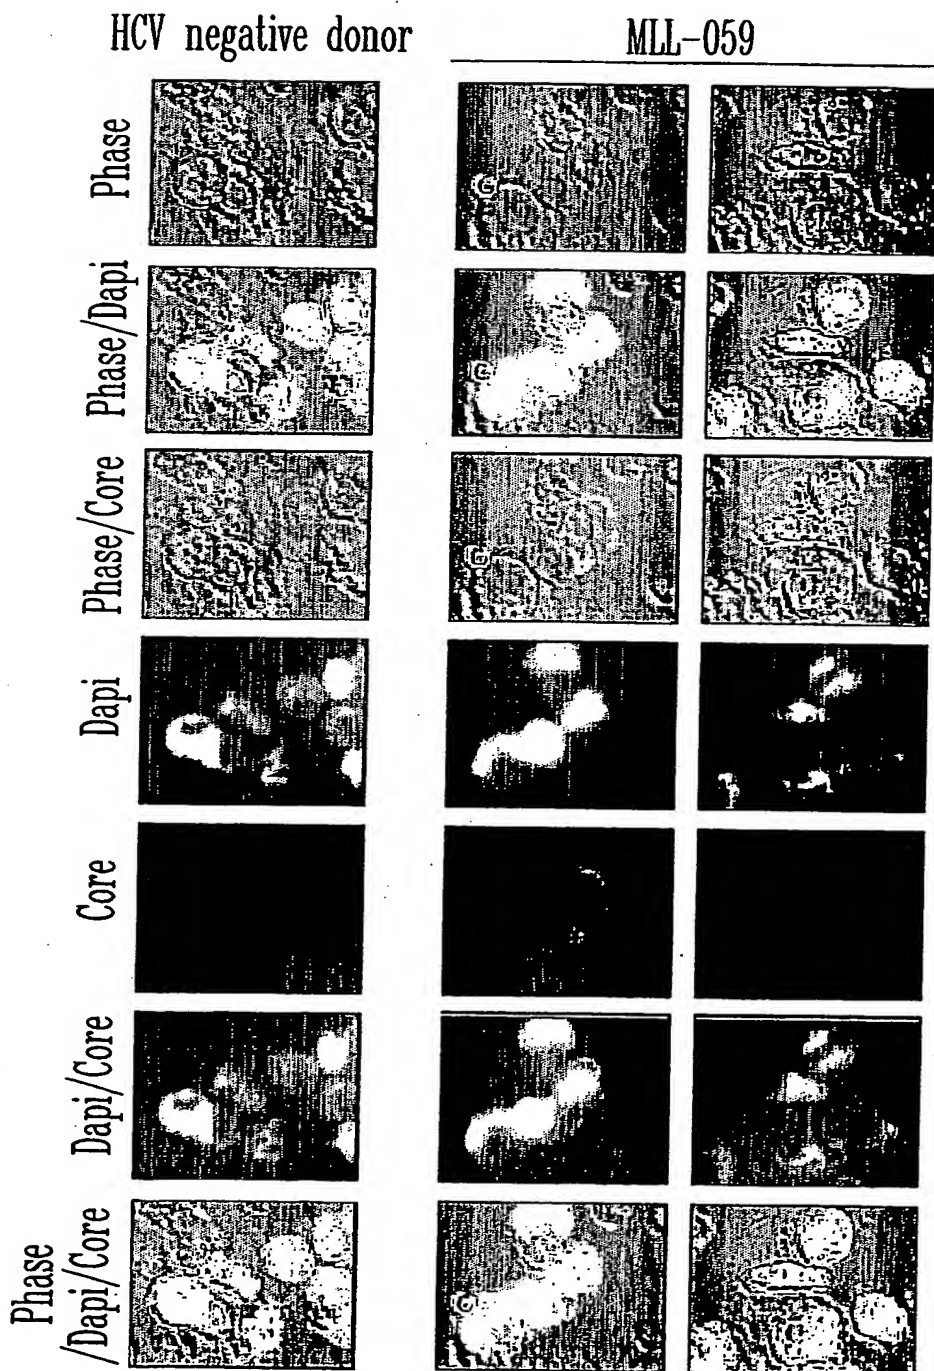 HCV negative donor
MLL-059
Phase
Phase/Dapi
Phase/Core
Dapi
Core
Dapi/Core
Phase
/Dapi/Core